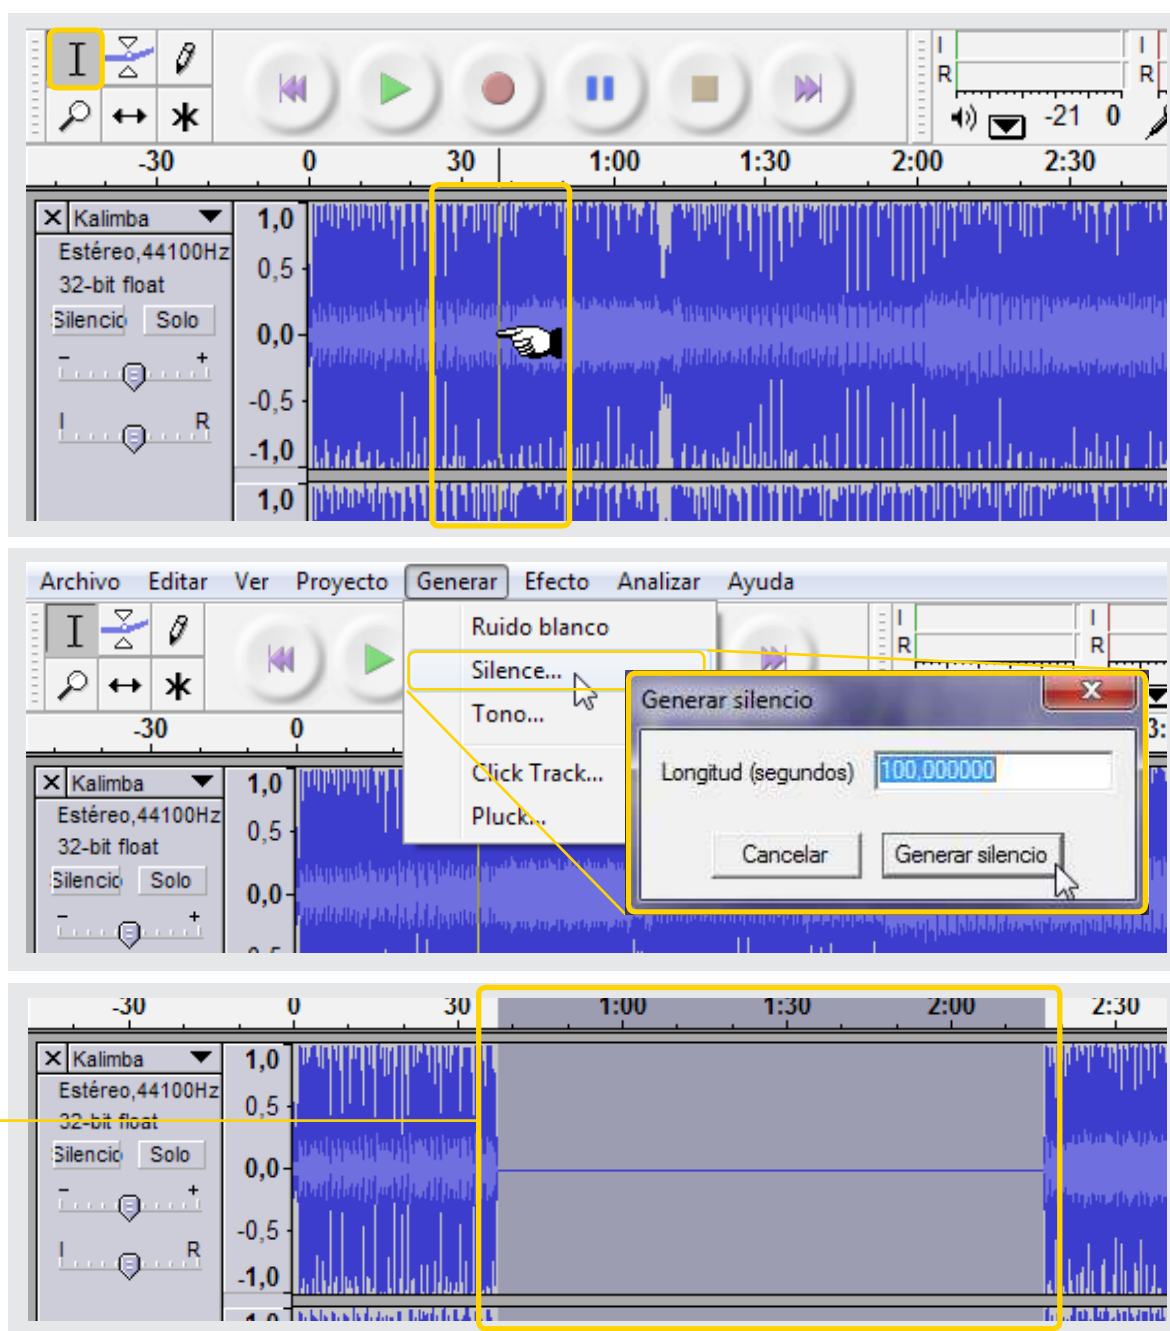 I
R
I
R
-21 0
-30 0 30 1:00 1:30 2:00 2:30
Kalimba
Estéreo,44100Hz
32-bit float
Silencio Solo
- +
I R
1,0
0,5
0,0
-0,5
-1,0
1,0
Archivo Editar Ver Proyecto Generar Efecto Analizar Ayuda
Ruido blanco
Silence...
Tono...
Click Track...
Pluck...
I
R
I
R
-30 0 3:
Generar silencio
Longitud (segundos) 100,000000
Cancelar Generar silencio
Kalimba
Estéreo,44100Hz
32-bit float
Silencio Solo
- +
1,0
0,5
0,0
-30 0 30 1:00 1:30 2:00 2:30
Kalimba
Estéreo,44100Hz
32-bit float
Silencio Solo
- +
I R
1,0
0,5
0,0
-0,5
-1,0
1,0